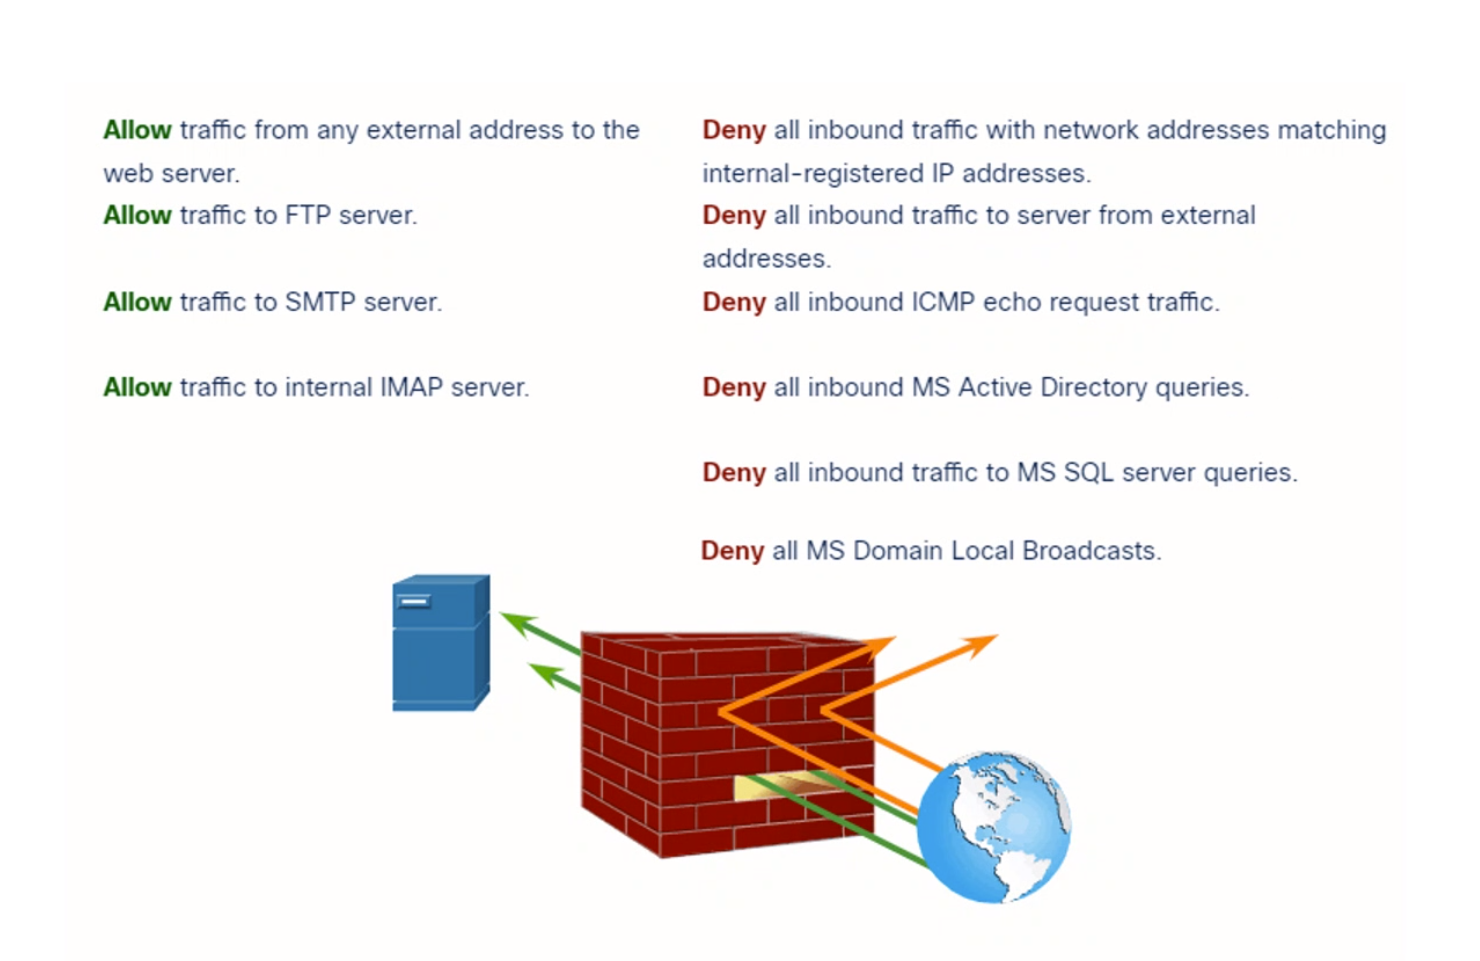 Allow traffic from any external address to the
web server.
Allow traffic to FTP server.
Allow traffic to SMTP server.
Allow traffic to internal IMAP server.
Deny all inbound traffic with network addresses matching
internal-registered IP addresses.
Deny all inbound traffic to server from external
addresses.
Deny all inbound ICMP echo request traffic.
Deny all inbound MS Active Directory queries.
Deny all inbound traffic to MS SQL server queries.
Deny all MS Domain Local Broadcasts.